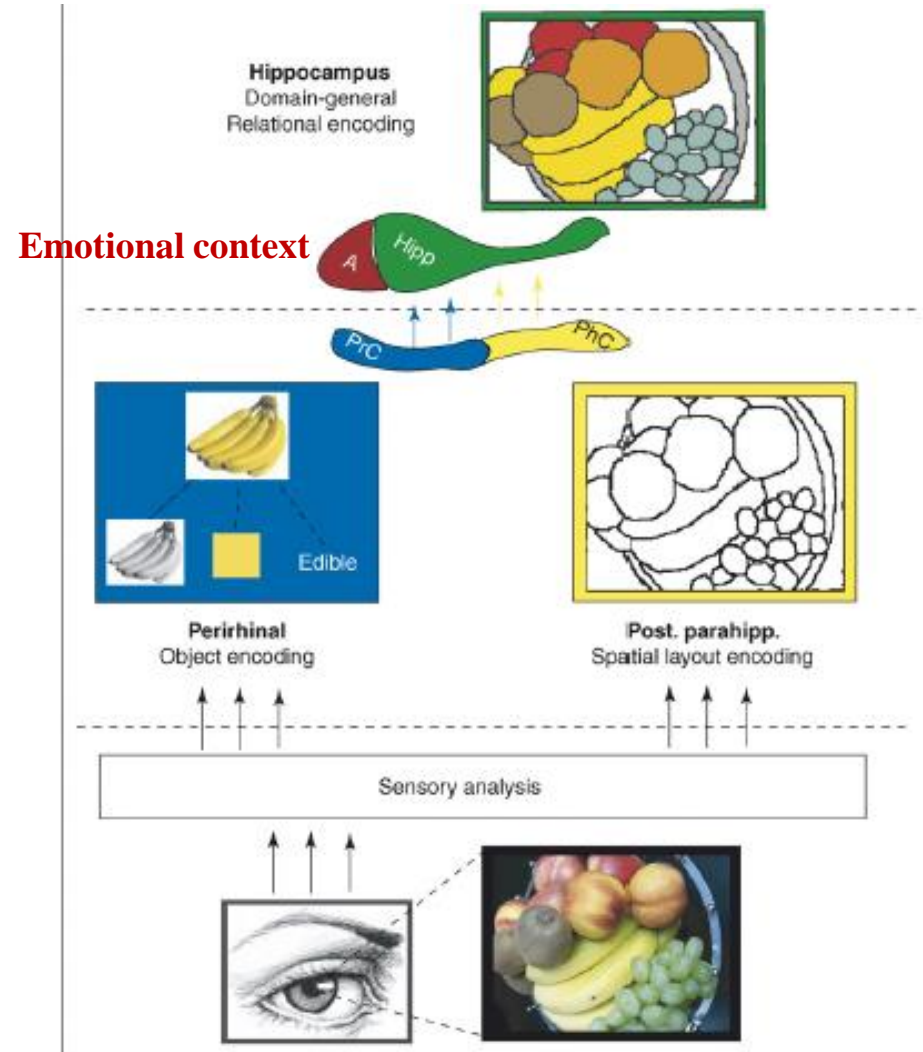 Hippocampus
Domain-general
Relational encoding
Emotional context
A
Hipp
PrC
PhC
Edible
Perirhinal
Object encoding
Post. parahipp.
Spatial layout encoding
Sensory analysis